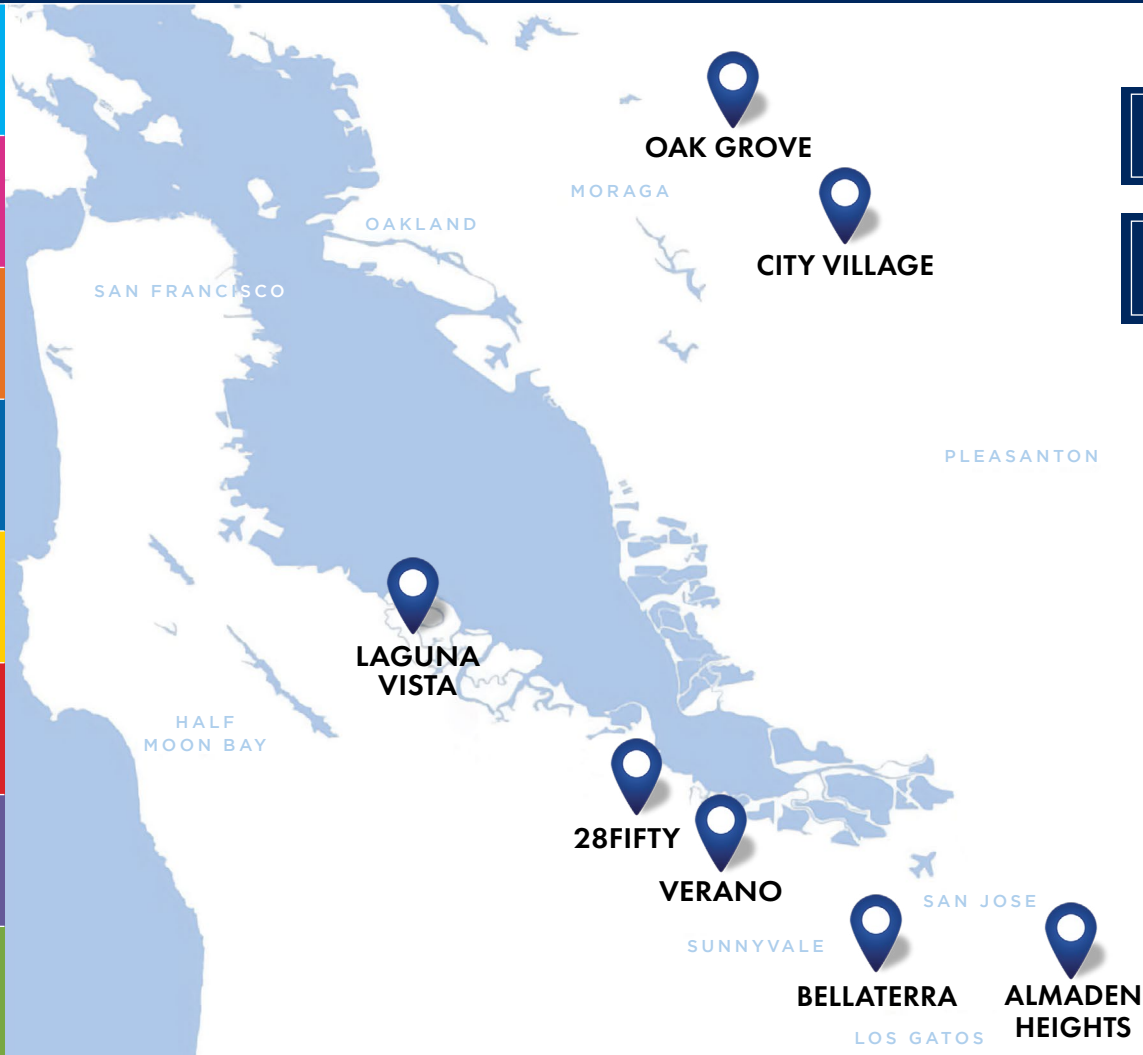 OAK GROVE
MORAGA
OAKLAND
CITY VILLAGE
SAN FRANCISCO
PLEASANTON
LAGUNA
VISTA
HALF
MOON BAY
28FIFTY
VERANO
SAN JOSE
SUNNYVALE
BELLATERRA
ALMADEN
HEIGHTS
LOS GATOS